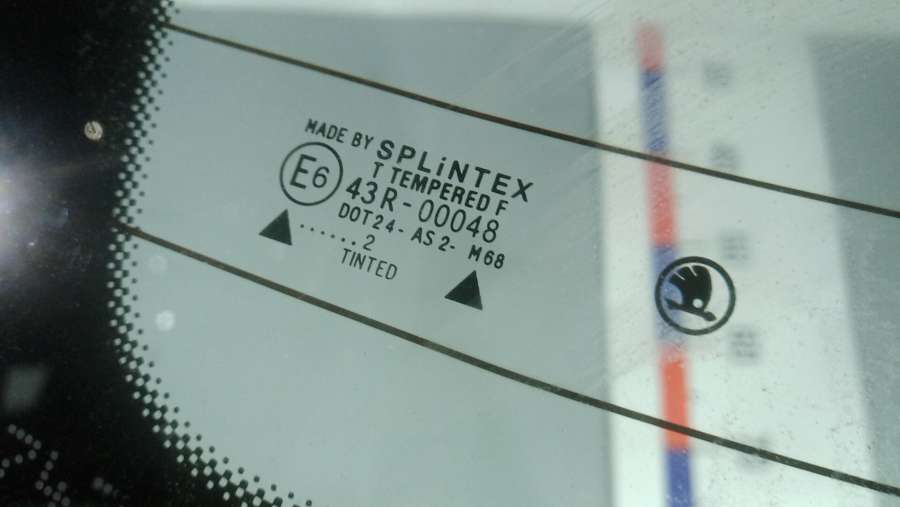 MADE BY SPLiNTEX
T TEMPERED F
E6
43R-00048
DOT24-AS2-M68
.......2
TINTED